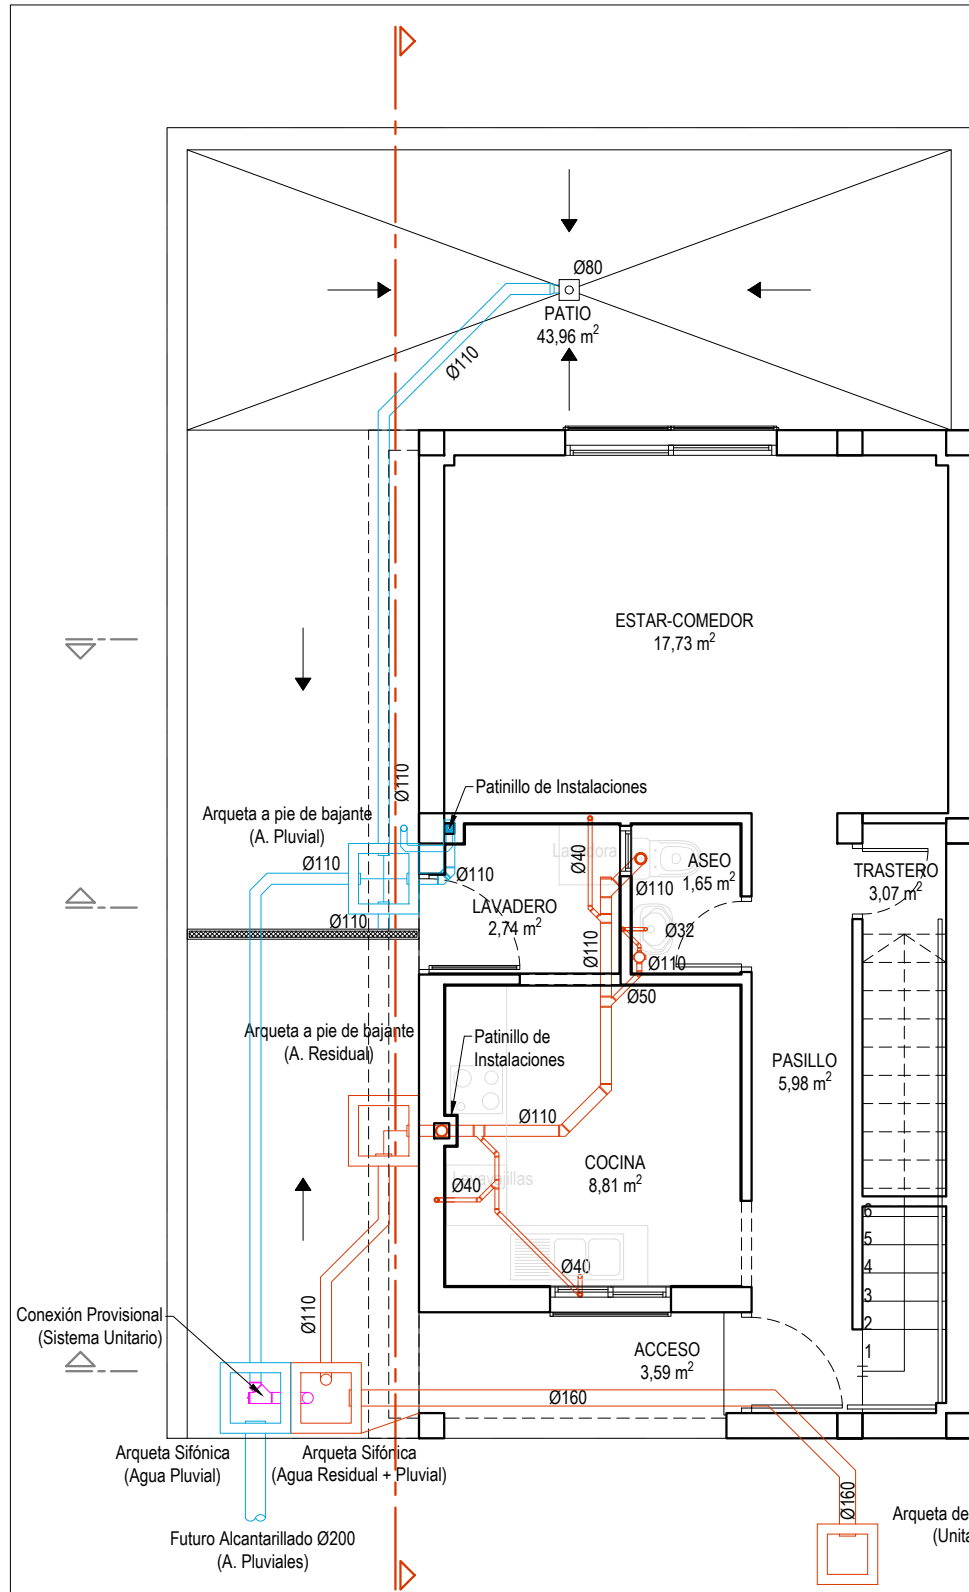 Ø80
PATIO
43,96 m²
Ø110
ESTAR-COMEDOR
17,73 m²
Ø110
Patinillo de Instalaciones
Arqueta a pie de bajante
(A. Pluvial)
Ø110
Ø110
Ø40
Lavadora
ASEO
1,65 m²
Ø110
TRASTERO
3,07 m²
LAVADERO
2,74 m²
Ø110
Ø110
Ø32
Ø110
Ø50
Arqueta a pie de bajante
(A. Residual)
Patinillo de
Instalaciones
PASILLO
5,98 m²
Ø110
COCINA
8,81 m²
Lavavajillas
Ø40
6
5
4
3
2
1
Ø40
Ø110
Conexión Provisional
(Sistema Unitario)
ACCESO
3,59 m²
Ø160
Arqueta Sifónica
(Agua Pluvial)
Arqueta Sifónica
(Agua Residual + Pluvial)
Ø160
Arqueta de
Futuro Alcantarillado Ø200
(A. Pluviales)